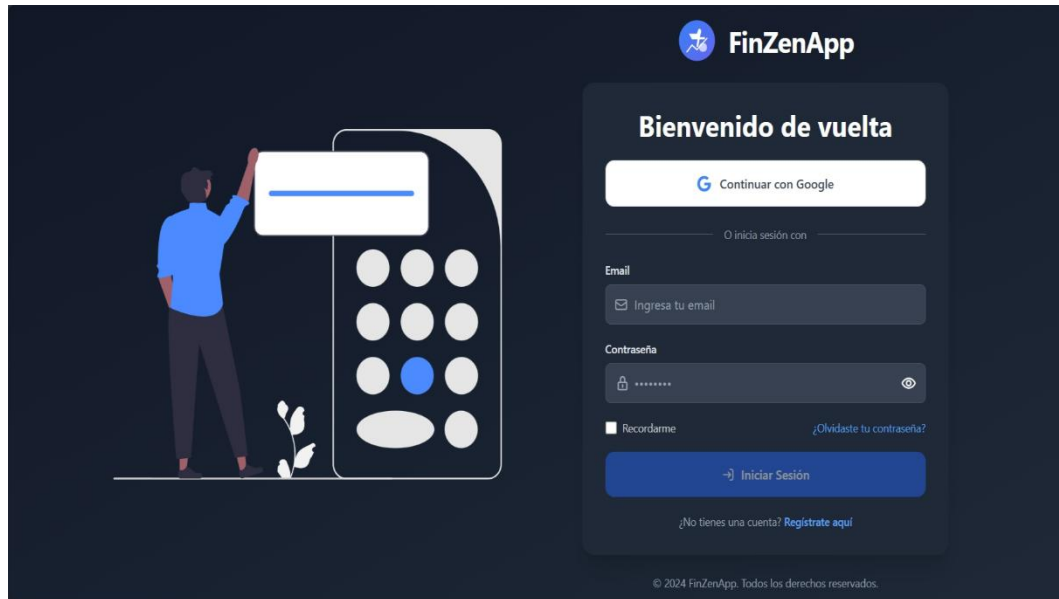 FinZenApp
Bienvenido de vuelta
Continuar con Google
O inicia sesión con
Email
Ingresa tu email
Contraseña
••••••••
Recordarme
¿Olvidaste tu contraseña?
Iniciar Sesión
¿No tienes una cuenta? Regístrate aquí
© 2024 FinZenApp. Todos los derechos reservados.